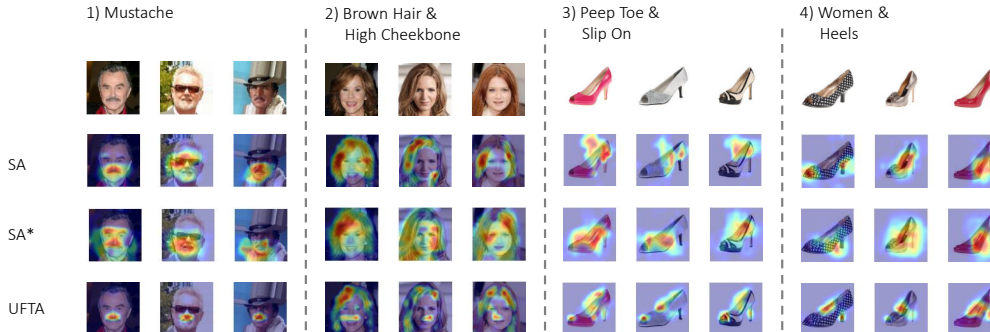 1) Mustache
2) Brown Hair &
High Cheekbone
3) Peep Toe &
Slip On
4) Women &
Heels
SA
SA*
UFTA